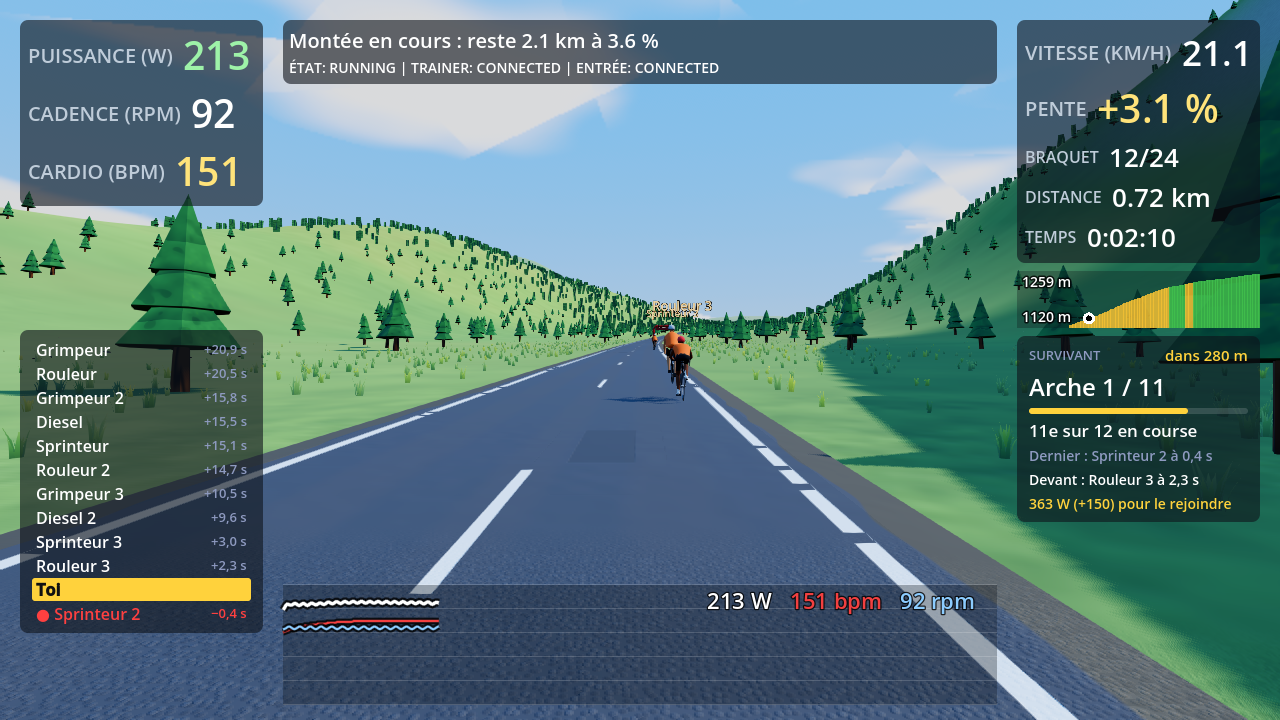 PUISSANCE (W) 213
CADENCE (RPM) 92
CARDIO (BPM) 151
Montée en cours : reste 2.1 km à 3.6 %
ÉTAT: RUNNING | TRAINER: CONNECTED | ENTRÉE: CONNECTED
VITESSE (KM/H) 21.1
PENTE +3.1 %
BRAQUET 12/24
DISTANCE 0.72 km
TEMPS 0:02:10
1259 m
1120 m
SURVIVANT dans 280 m
Arche 1 / 11
11e sur 12 en course
Dernier : Sprinteur 2 à 0,4 s
Devant : Rouleur 3 à 2,3 s
363 W (+150) pour le rejoindre
Rouleur 3
Grimpeur +20,9 s
Rouleur +20,5 s
Grimpeur 2 +15,8 s
Diesel +15,5 s
Sprinteur +15,1 s
Rouleur 2 +14,7 s
Grimpeur 3 +10,5 s
Diesel 2 +9,6 s
Sprinteur 3 +3,0 s
Rouleur 3 +2,3 s
Toi
Sprinteur 2 −0,4 s
213 W 151 bpm 92 rpm